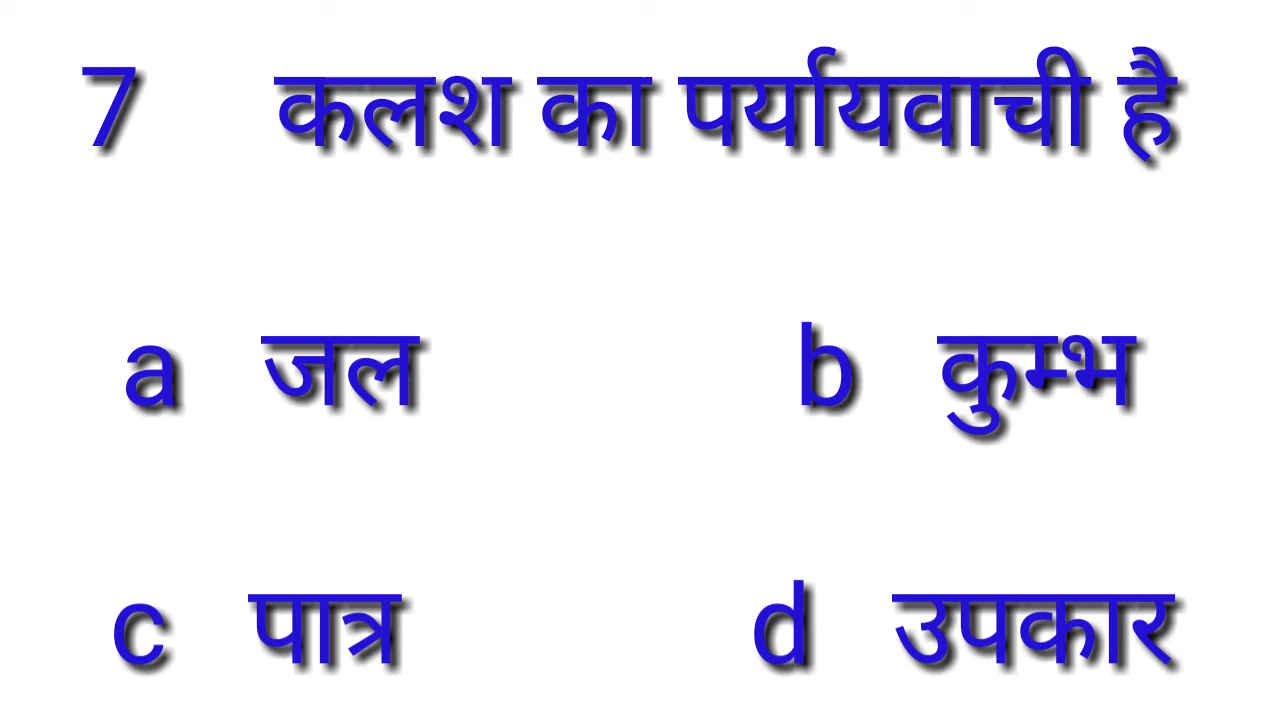 7 कलश का पर्यायवाची है
a जल b कुम्भ
c पात्र d उपकार